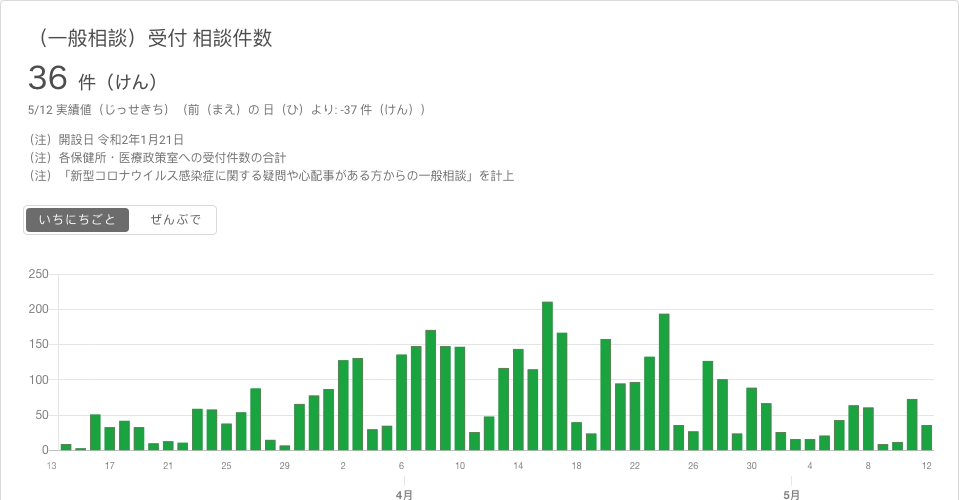 （一般相談）受付 相談件数
36 件（けん）
5/12 実績値（じっせきち）（前（まえ）の 日（ひ）より: -37 件（けん））
（注）開設日 令和2年1月21日
（注）各保健所・医療政策室への受付件数の合計
（注）「新型コロナウイルス感染症に関する疑問や心配事がある方からの一般相談」を計上
いちにちごと ぜんぶで
250
200
150
100
50
0
13 17 21 25 29 2 6 10 14 18 22 26 30 4 8 12
4月 5月